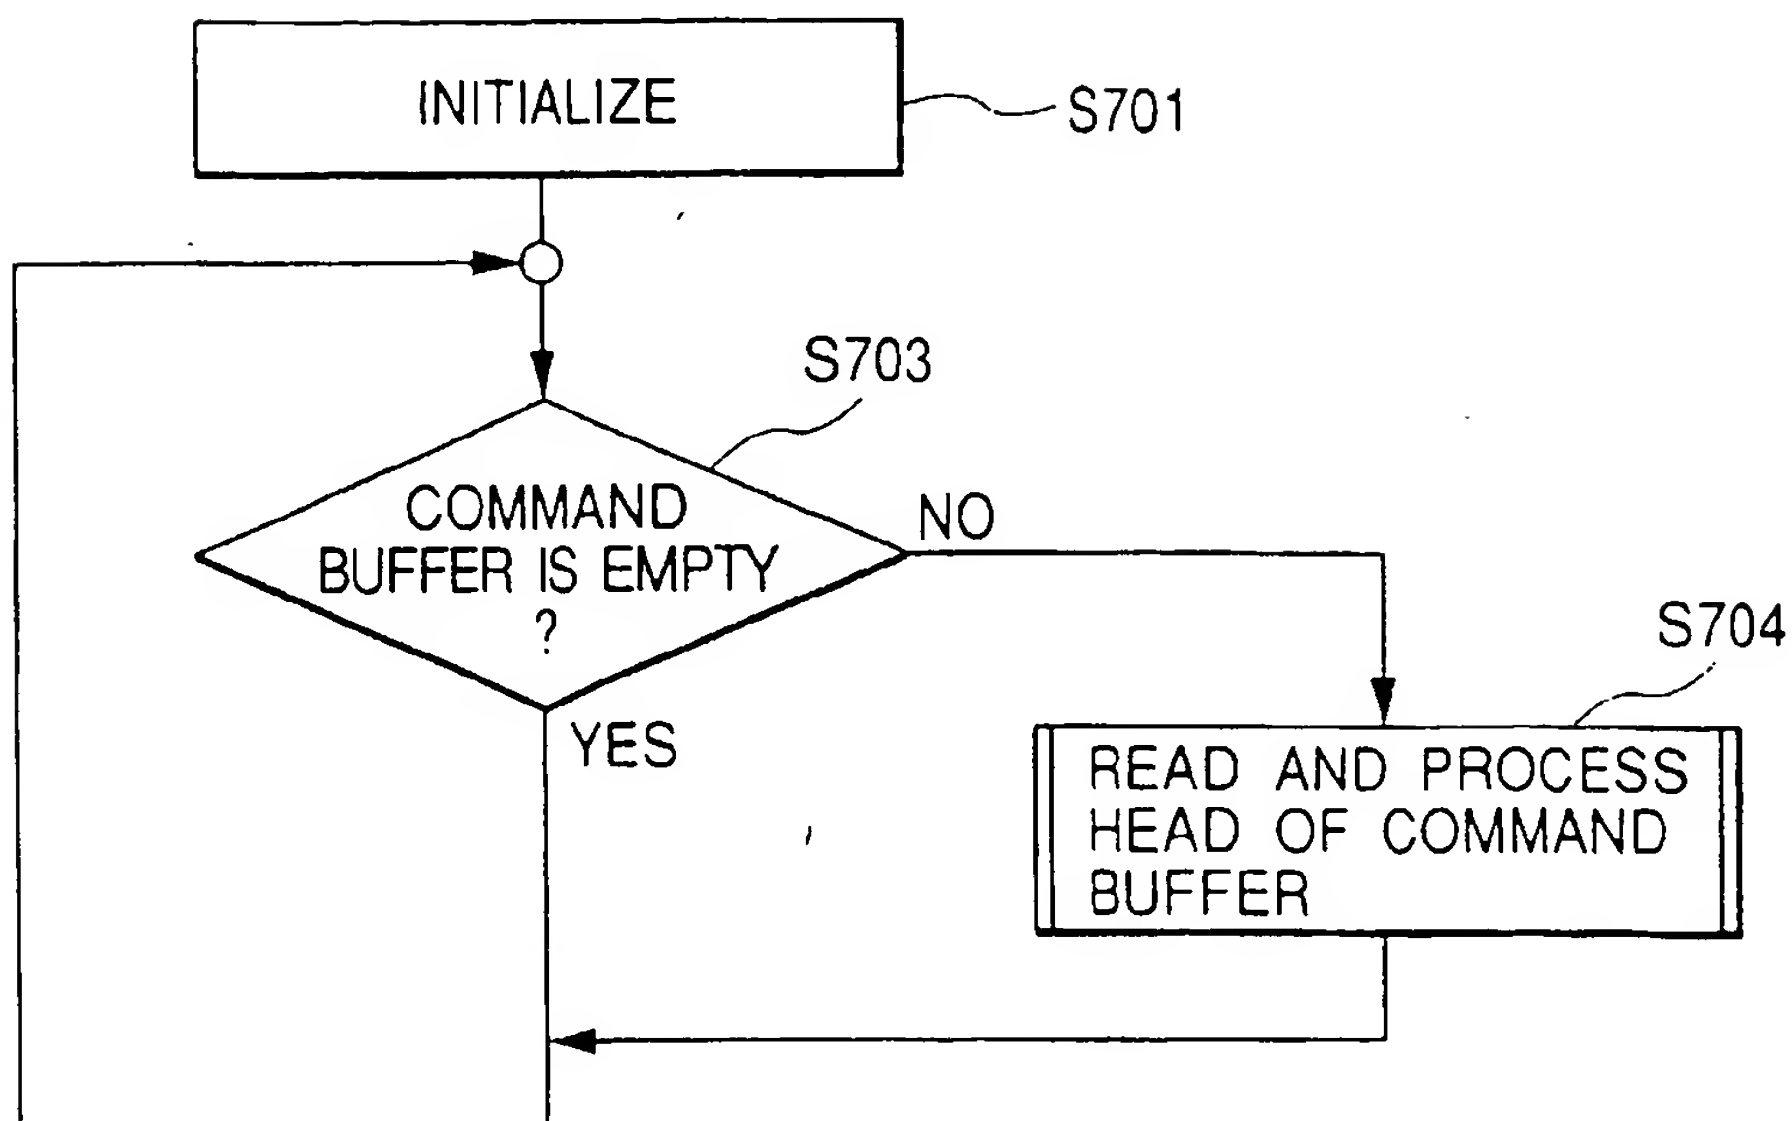 INITIALIZE
S701
S703
COMMAND
BUFFER IS EMPTY
?
NO
YES
S704
READ AND PROCESS
HEAD OF COMMAND
BUFFER